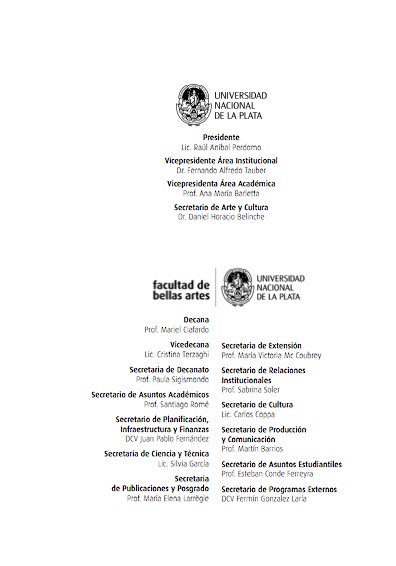 UNIVERSIDAD
NACIONAL
DE LA PLATA
Presidente
Lic. Raúl Aníbal Perdomo
Vicepresidente Área Institucional
Dr. Fernando Alfredo Tauber
Vicepresidenta Área Académica
Prof. Ana María Barletta
Secretario de Arte y Cultura
Dr. Daniel Horacio Belinche
facultad de
bellas artes
UNIVERSIDAD
NACIONAL
DE LA PLATA
Decana
Prof. Mariel Ciafardo
Vicedecana
Lic. Cristina Terzaghi
Secretaria de Decanato
Prof. Paula Sigismondo
Secretario de Asuntos Académicos
Prof. Santiago Romé
Secretario de Planificación,
Infraestructura y Finanzas
DCV Juan Pablo Fernández
Secretaria de Ciencia y Técnica
Lic. Silvia García
Secretaria
de Publicaciones y Posgrado
Prof. María Elena Larrègle
Secretaria de Extensión
Prof. María Victoria Mc Coubrey
Secretario de Relaciones
Institucionales
Prof. Sabrina Soler
Secretario de Cultura
Lic. Carlos Coppa
Secretario de Producción
y Comunicación
Prof. Martín Barrios
Secretario de Asuntos Estudiantiles
Prof. Esteban Conde Ferreyra
Secretario de Programas Externos
DCV Fermín Gonzalez Laría